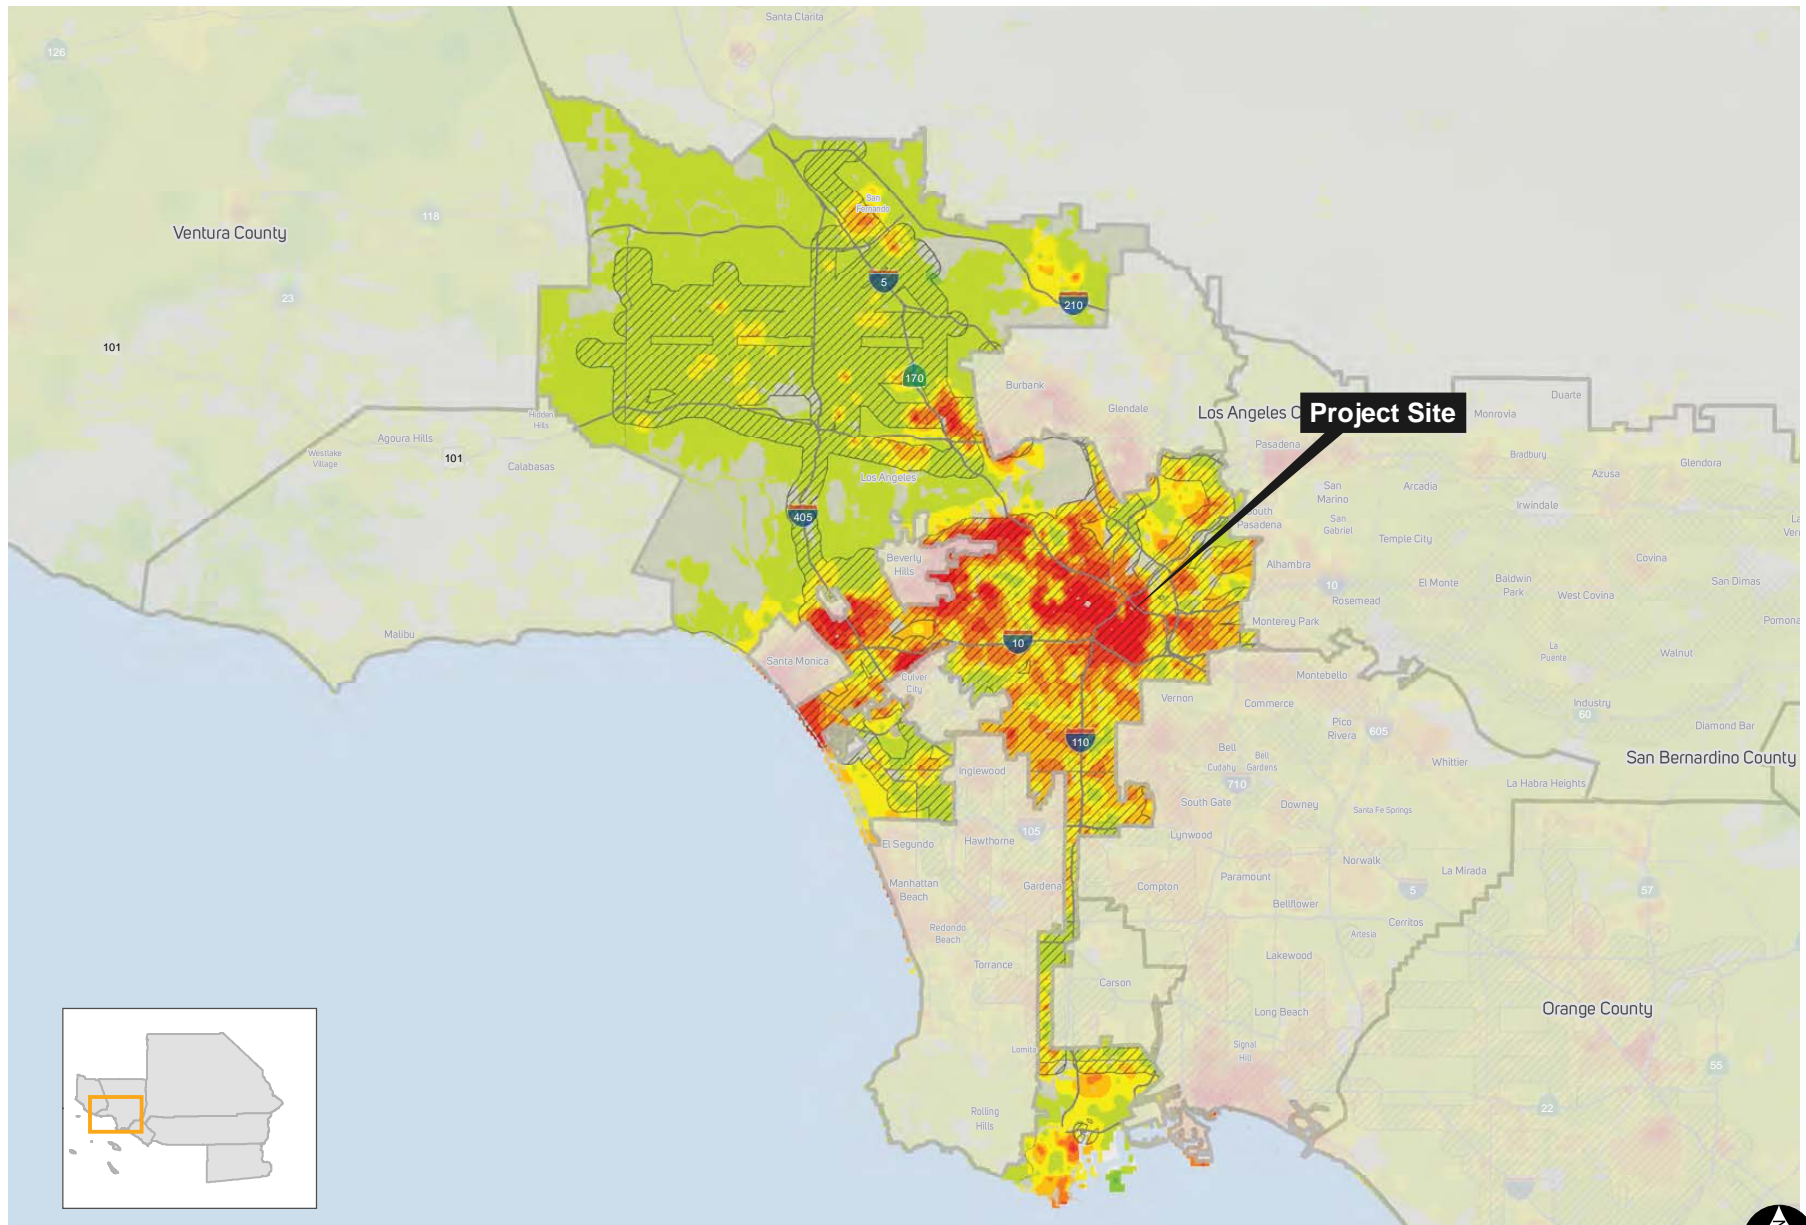 Santa Clarita
126
118
Ventura County
San
Fernando
5
210
23
101
170
Burbank
Glendale
Los Angeles C
Project Site
Duarte
Monrovia
Hidden
Hills
Agoura Hills
Westlake
Village
101
Calabasas
Los Angeles
405
Pasadena
Bradbury
Azusa
Glendora
San
Marino
Arcadia
Irwindale
South
Pasadena
San
Gabriel
Temple City
La
Beverly
Hills
Alhambra
Covina
10
El Monte
Baldwin
Park
San Dimas
Rosemead
West Covina
Monterey Park
Pomona
Malibu
10
Santa Monica
La
Puente
Walnut
Culver
City
Montebello
Vernon
Commerce
Industry
60
Pico
Rivera
605
Diamond Bar
110
Bell
Bell
Gardens
Cudahy
San Bernardino County
Whittier
Inglewood
710
La Habra Heights
South Gate
Downey
Santa Fe Springs
105
Hawthorne
Lynwood
El Segundo
Norwalk
La Mirada
Manhattan
Beach
Gardena
Compton
Paramount
5
57
Bellflower
Redondo
Beach
Cerritos
Artesia
Torrance
Lakewood
Carson
Long Beach
Orange County
Lomita
Signal
Hill
55
Rolling
Hills
22